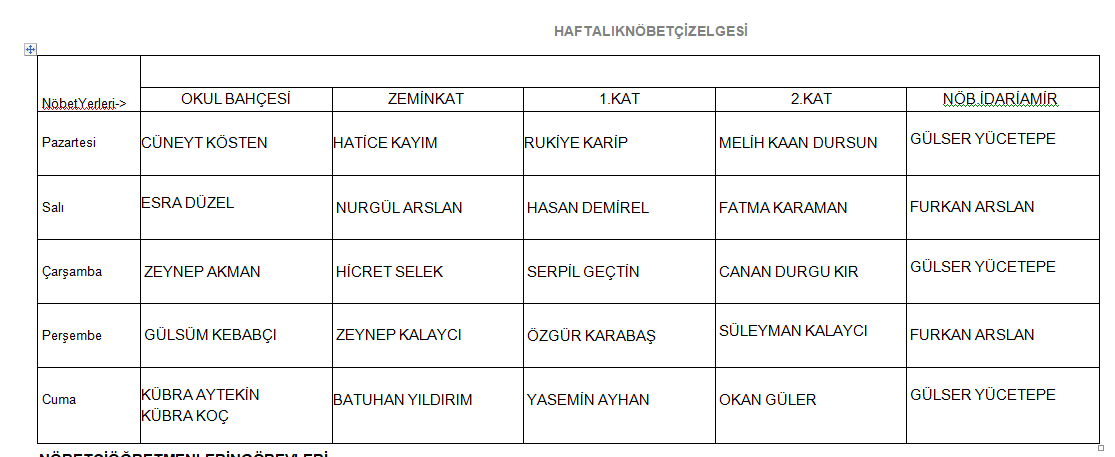 HAFTALIKNÖBETÇİZELGESİ
NöbetYerleri-> OKUL BAHÇESİ ZEMİNKAT 1.KAT 2.KAT NÖB.İDARİAMİR
Pazartesi CÜNEYT KÖSTEN HATİCE KAYIM RUKİYE KARİP MELİH KAAN DURSUN GÜLSER YÜCETEPE
Salı ESRA DÜZEL NURGÜL ARSLAN HASAN DEMİREL FATMA KARAMAN FURKAN ARSLAN
Çarşamba ZEYNEP AKMAN HİCRET SELEK SERPİL GEÇTİN CANAN DURGU KIR GÜLSER YÜCETEPE
Perşembe GÜLSÜM KEBABÇI ZEYNEP KALAYCI ÖZGÜR KARABAŞ SÜLEYMAN KALAYCI FURKAN ARSLAN
Cuma KÜBRA AYTEKİN BATUHAN YILDIRIM YASEMİN AYHAN OKAN GÜLER GÜLSER YÜCETEPE
KÜBRA KOÇ
NÖBETÇİÖĞRETMENLERİNGÖREVLERİ